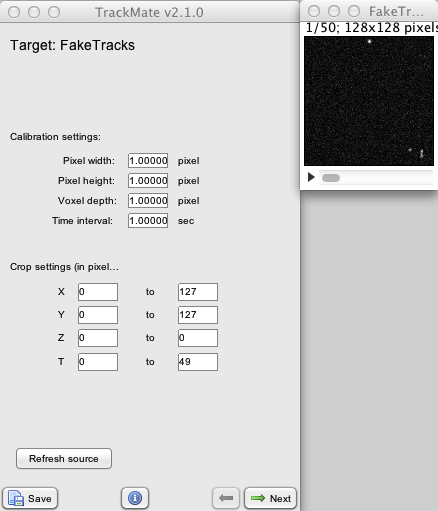 TrackMate v2.1.0
Target: FakeTracks
Calibration settings:
Pixel width: 1.00000 pixel
Pixel height: 1.00000 pixel
Voxel depth: 1.00000 pixel
Time interval: 1.00000 sec
Crop settings (in pixel...
X 0 to 127
Y 0 to 127
Z 0 to 0
T 0 to 49
Refresh source
Save
Next
FakeTr...
1/50; 128x128 pixels